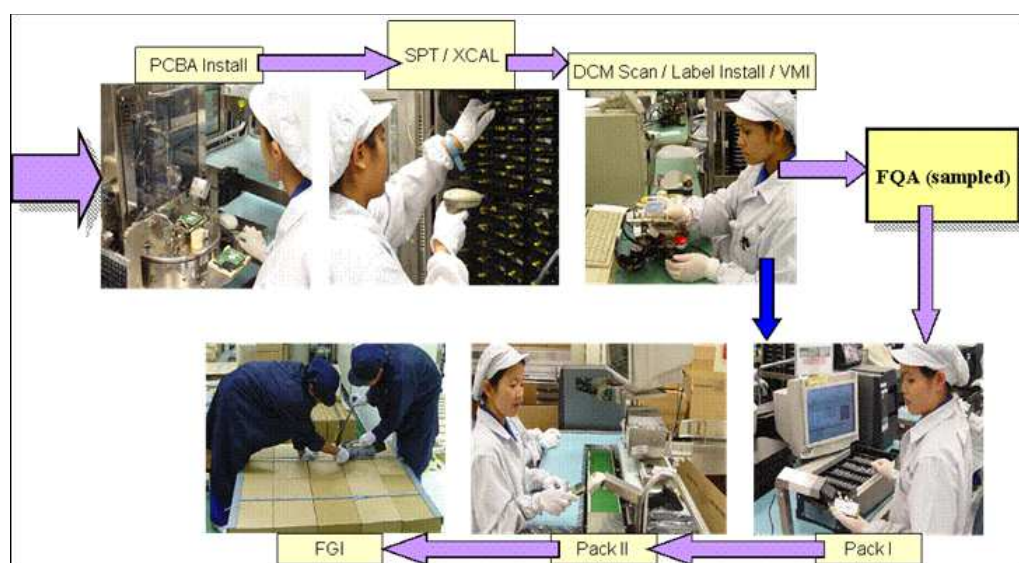 PCBA Install
SPT / XCAL
DCM Scan / Label Install / VMI
FQA (sampled)
FGI
Pack II
Pack I